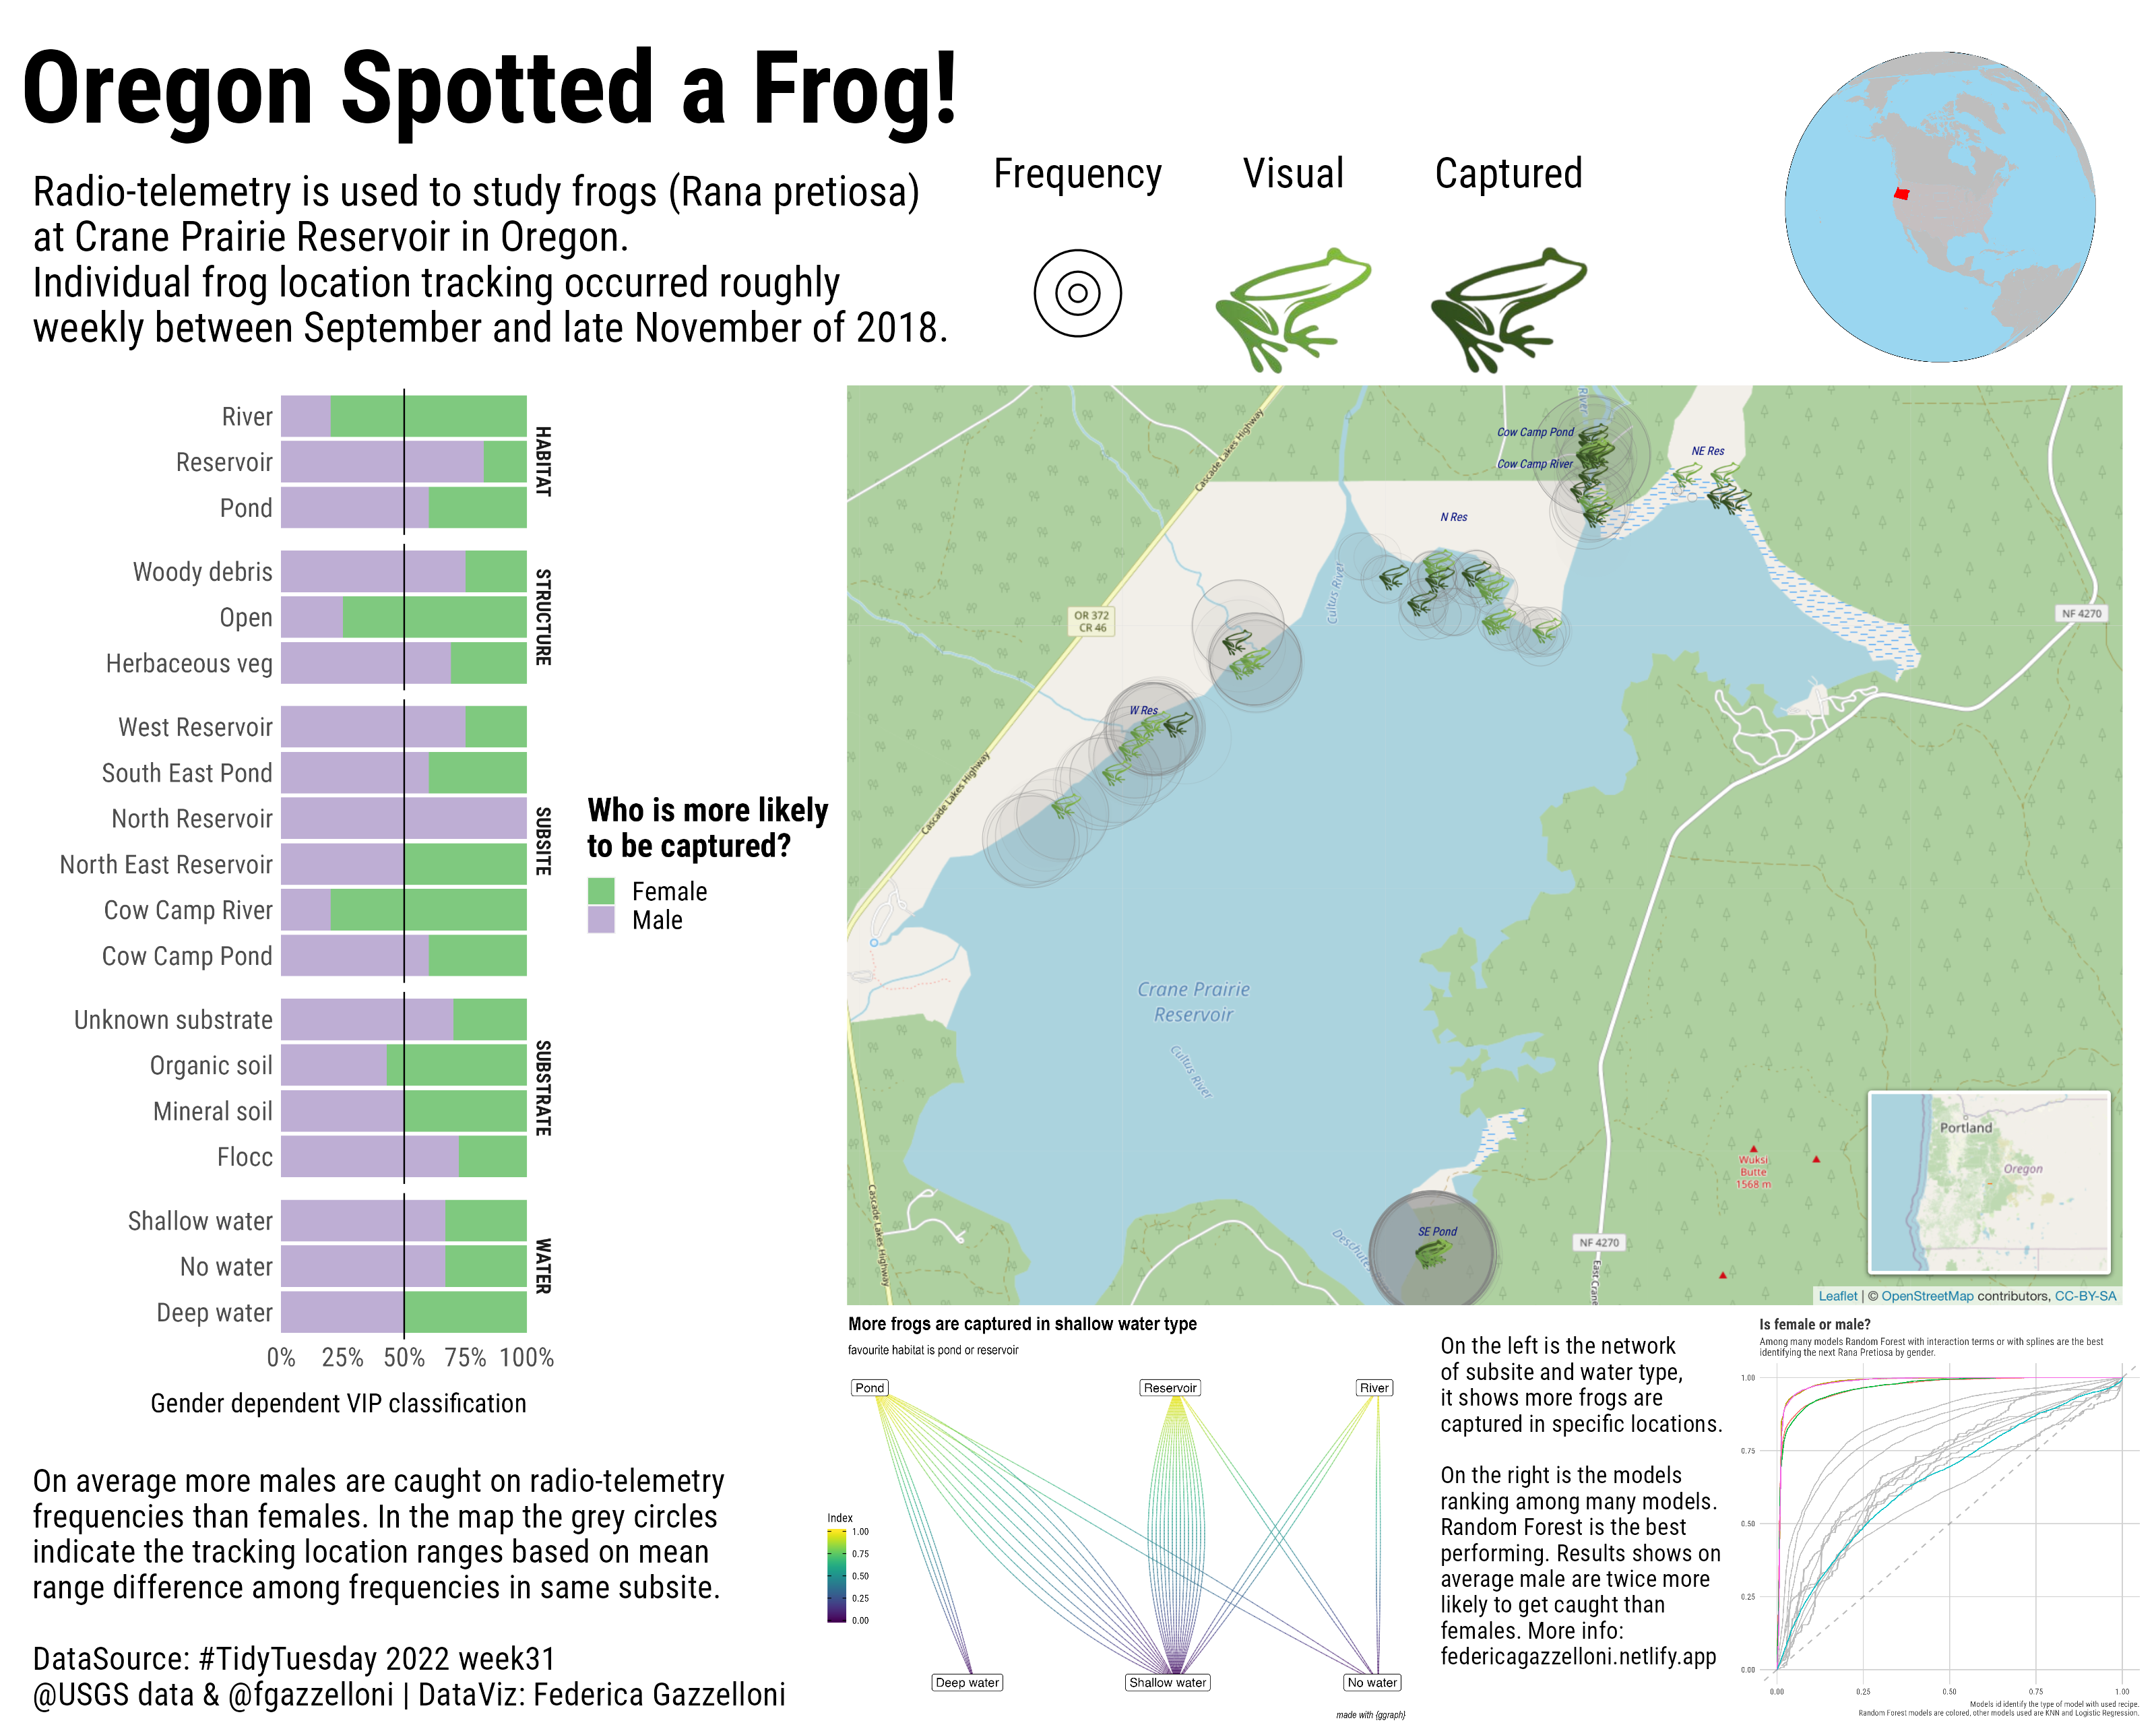 Oregon Spotted a Frog!
Radio-telemetry is used to study frogs (Rana pretiosa)
at Crane Prairie Reservoir in Oregon.
Individual frog location tracking occurred roughly
weekly between September and late November of 2018.
Frequency
Visual
Captured
River
Reservoir
Pond
HABITAT
Woody debris
Open
Herbaceous veg
STRUCTURE
West Reservoir
South East Pond
North Reservoir
North East Reservoir
Cow Camp River
Cow Camp Pond
SUBSITE
Unknown substrate
Organic soil
Mineral soil
Flocc
SUBSTRATE
Shallow water
No water
Deep water
WATER
0% 25% 50% 75% 100%
Gender dependent VIP classification
Who is more likely
to be captured?
Female
Male
Cascade Lakes Highway
River
Cow Camp Pond
Cow Camp River
NE Res
N Res
Cultus River
OR 372
CR 46
NF 4270
W Res
Cascade Lakes Highway
Crane Prairie
Reservoir
Cultus River
Cascade Lakes Highway
SE Pond
Deschutes
NF 4270
East Crane
Wuksi
Butte
1568 m
Portland
Oregon
Leaflet | © OpenStreetMap contributors, CC-BY-SA
On average more males are caught on radio-telemetry
frequencies than females. In the map the grey circles
indicate the tracking location ranges based on mean
range difference among frequencies in same subsite.
DataSource: #TidyTuesday 2022 week31
@USGS data & @fgazzelloni | DataViz: Federica Gazzelloni
More frogs are captured in shallow water type
favourite habitat is pond or reservoir
Pond
Reservoir
River
Index
1.00
0.75
0.50
0.25
0.00
Deep water
Shallow water
No water
made with {ggraph}
On the left is the network
of subsite and water type,
it shows more frogs are
captured in specific locations.
On the right is the models
ranking among many models.
Random Forest is the best
performing. Results shows on
average male are twice more
likely to get caught than
females. More info:
federicagazzelloni.netlify.app
Is female or male?
Among many models Random Forest with interaction terms or with splines are the best
identifying the next Rana Pretiosa by gender.
1.00
0.75
0.50
0.25
0.00
0.00 0.25 0.50 0.75 1.00
Models id identify the type of model with used recipe.
Random Forest models are colored, other models used are KNN and Logistic Regression.